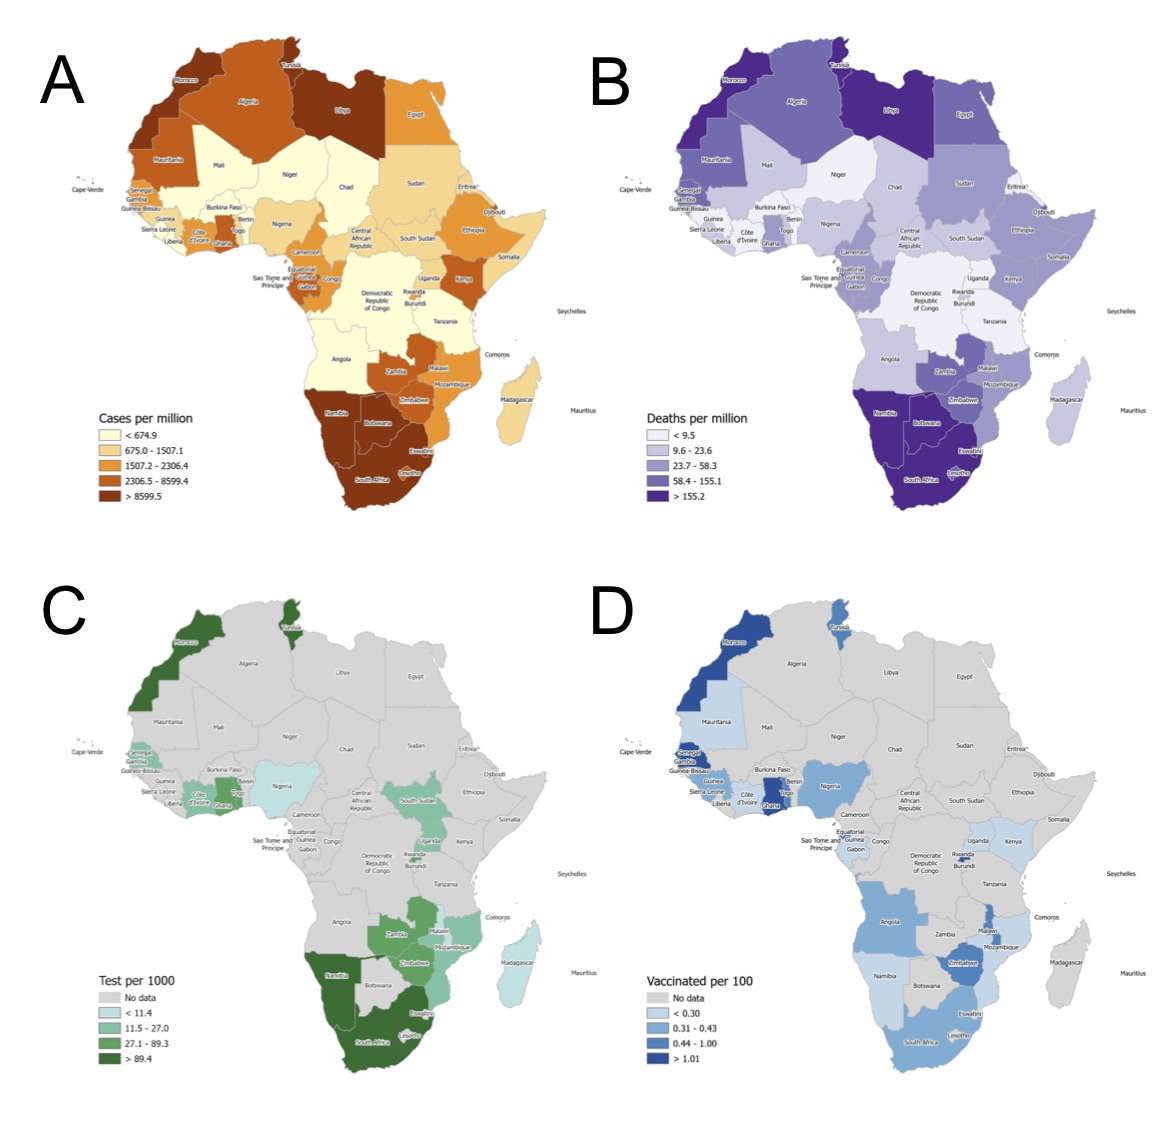 A
Morocco
Tunisia
Algeria
Libya
Egypt
Mauritania
Mali
Niger
Chad
Sudan
Eritrea
Cape-Verde
Senegal
Gambia
Guinea-Bissau
Guinea
Sierra Leone
Liberia
Burkina Faso
Côte
d'Ivoire
Ghana
Benin
Togo
Nigeria
Djibouti
Ethiopia
Central
African
Republic
South Sudan
Cameroon
Somalia
Sao Tome and
Principe
Equatorial
Guinea
Gabon
Congo
Uganda
Kenya
Rwanda
Burundi
Democratic
Republic
of Congo
Tanzania
Seychelles
Angola
Comoros
Zambia
Malawi
Mozambique
Zimbabwe
Madagascar
Mauritius
Namibia
Botswana
Eswatini
Lesotho
South Africa
Cases per million
< 674.9
675.0 - 1507.1
1507.2 - 2306.4
2306.5 - 8599.4
> 8599.5
B
Morocco
Tunisia
Algeria
Libya
Egypt
Mauritania
Mali
Niger
Chad
Sudan
Eritrea
Cape-Verde
Senegal
Gambia
Guinea-Bissau
Guinea
Sierra Leone
Liberia
Burkina Faso
Côte
d'Ivoire
Ghana
Benin
Togo
Nigeria
Djibouti
Ethiopia
Central
African
Republic
South Sudan
Cameroon
Somalia
Sao Tome and
Principe
Equatorial
Guinea
Gabon
Congo
Uganda
Kenya
Rwanda
Burundi
Democratic
Republic
of Congo
Tanzania
Seychelles
Angola
Comoros
Zambia
Malawi
Mozambique
Zimbabwe
Madagascar
Mauritius
Namibia
Botswana
Eswatini
Lesotho
South Africa
Deaths per million
< 9.5
9.6 - 23.6
23.7 - 58.3
58.4 - 155.1
> 155.2
C
Morocco
Tunisia
Algeria
Libya
Egypt
Mauritania
Mali
Niger
Chad
Sudan
Eritrea
Cape-Verde
Senegal
Gambia
Guinea-Bissau
Guinea
Sierra Leone
Liberia
Burkina Faso
Côte
d'Ivoire
Ghana
Benin
Togo
Nigeria
Djibouti
Ethiopia
Central
African
Republic
South Sudan
Cameroon
Somalia
Sao Tome and
Principe
Equatorial
Guinea
Gabon
Congo
Uganda
Kenya
Rwanda
Burundi
Democratic
Republic
of Congo
Tanzania
Seychelles
Angola
Comoros
Zambia
Malawi
Mozambique
Zimbabwe
Madagascar
Mauritius
Namibia
Botswana
Eswatini
Lesotho
South Africa
Test per 1000
No data
< 11.4
11.5 - 27.0
27.1 - 89.3
> 89.4
D
Morocco
Tunisia
Algeria
Libya
Egypt
Mauritania
Mali
Niger
Chad
Sudan
Eritrea
Cape-Verde
Senegal
Gambia
Guinea-Bissau
Guinea
Sierra Leone
Liberia
Burkina Faso
Côte
d'Ivoire
Ghana
Benin
Togo
Nigeria
Djibouti
Ethiopia
Central
African
Republic
South Sudan
Cameroon
Somalia
Sao Tome and
Principe
Equatorial
Guinea
Gabon
Congo
Uganda
Kenya
Rwanda
Burundi
Democratic
Republic
of Congo
Tanzania
Seychelles
Angola
Comoros
Zambia
Malawi
Mozambique
Zimbabwe
Madagascar
Mauritius
Namibia
Botswana
Eswatini
Lesotho
South Africa
Vaccinated per 100
No data
< 0.30
0.31 - 0.43
0.44 - 1.00
> 1.01